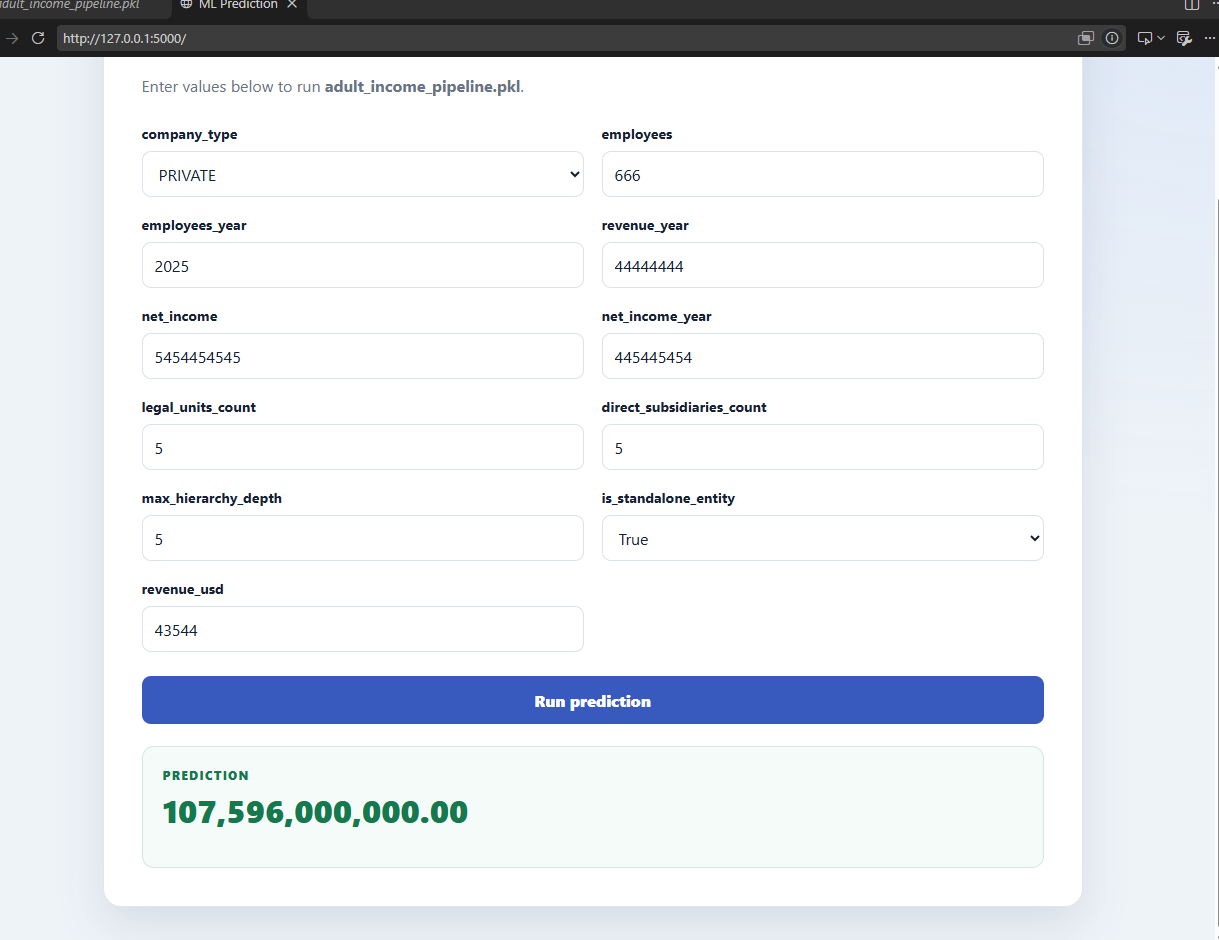 adult_income_pipeline.pkl
ML Prediction
http://127.0.0.1:5000/
Enter values below to run adult_income_pipeline.pkl.
company_type
employees
PRIVATE
666
employees_year
revenue_year
2025
44444444
net_income
net_income_year
5454454545
445445454
legal_units_count
direct_subsidiaries_count
5
5
max_hierarchy_depth
is_standalone_entity
5
True
revenue_usd
43544
Run prediction
PREDICTION
107,596,000,000.00